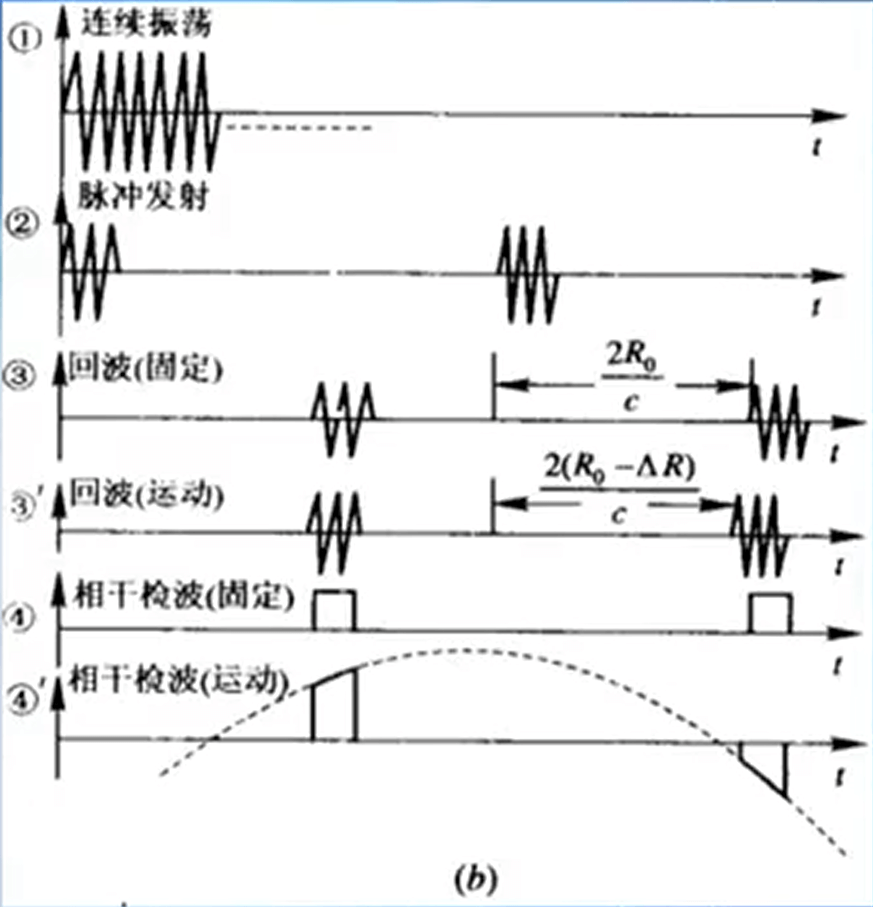 ① 连续振荡
t
脉冲发射
②
t
③ 回波(固定)
2R₀/c
t
③′ 回波(运动)
2(R₀−ΔR)/c
t
④ 相干检波(固定)
t
④′ 相干检波(运动)
t
(b)